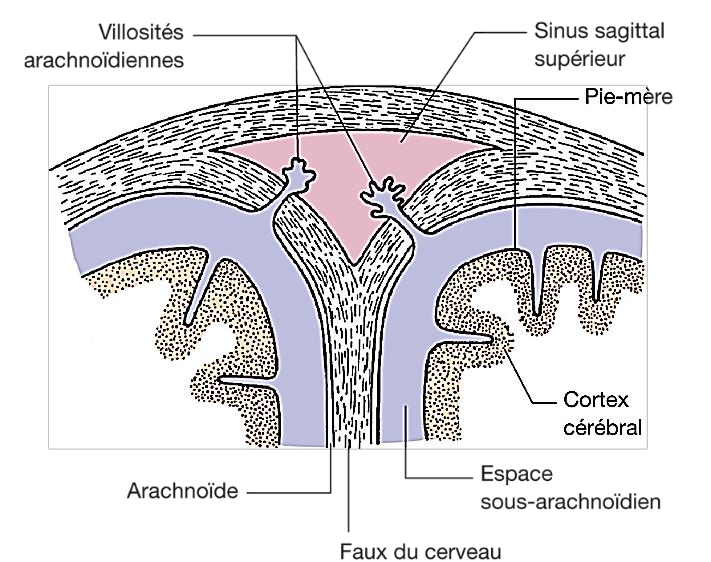 Villosités
arachnoïdiennes
Sinus sagittal
supérieur
Pie-mère
Cortex
cérébral
Arachnoïde
Espace
sous-arachnoïdien
Faux du cerveau